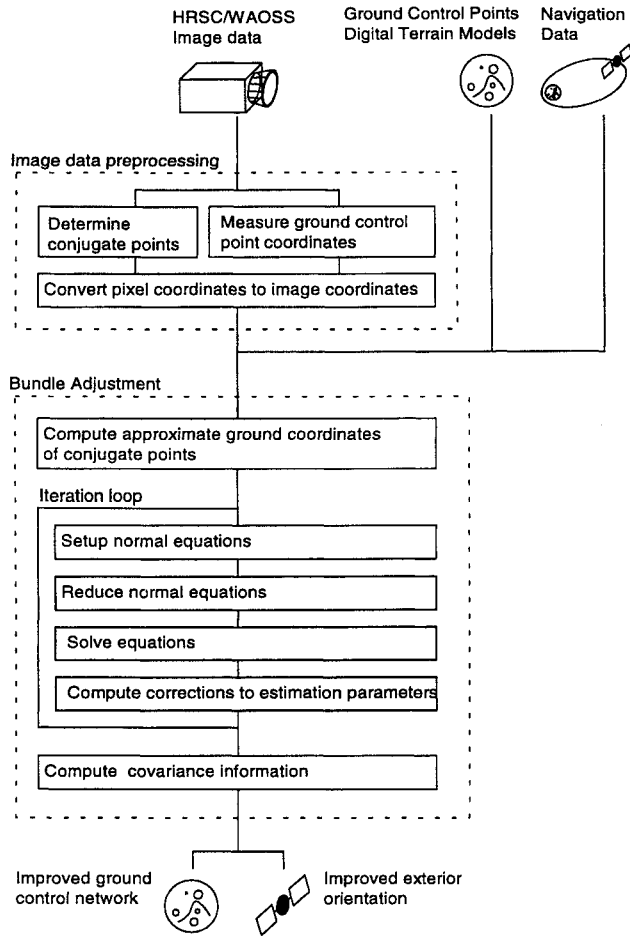 HRSC/WAOSS
Image data
Ground Control Points
Digital Terrain Models
Navigation
Data
Image data preprocessing
Determine
conjugate points
Measure ground control
point coordinates
Convert pixel coordinates to image coordinates
Bundle Adjustment
Compute approximate ground coordinates
of conjugate points
Iteration loop
Setup normal equations
Reduce normal equations
Solve equations
Compute corrections to estimation parameters
Compute covariance information
Improved ground
control network
Improved exterior
orientation